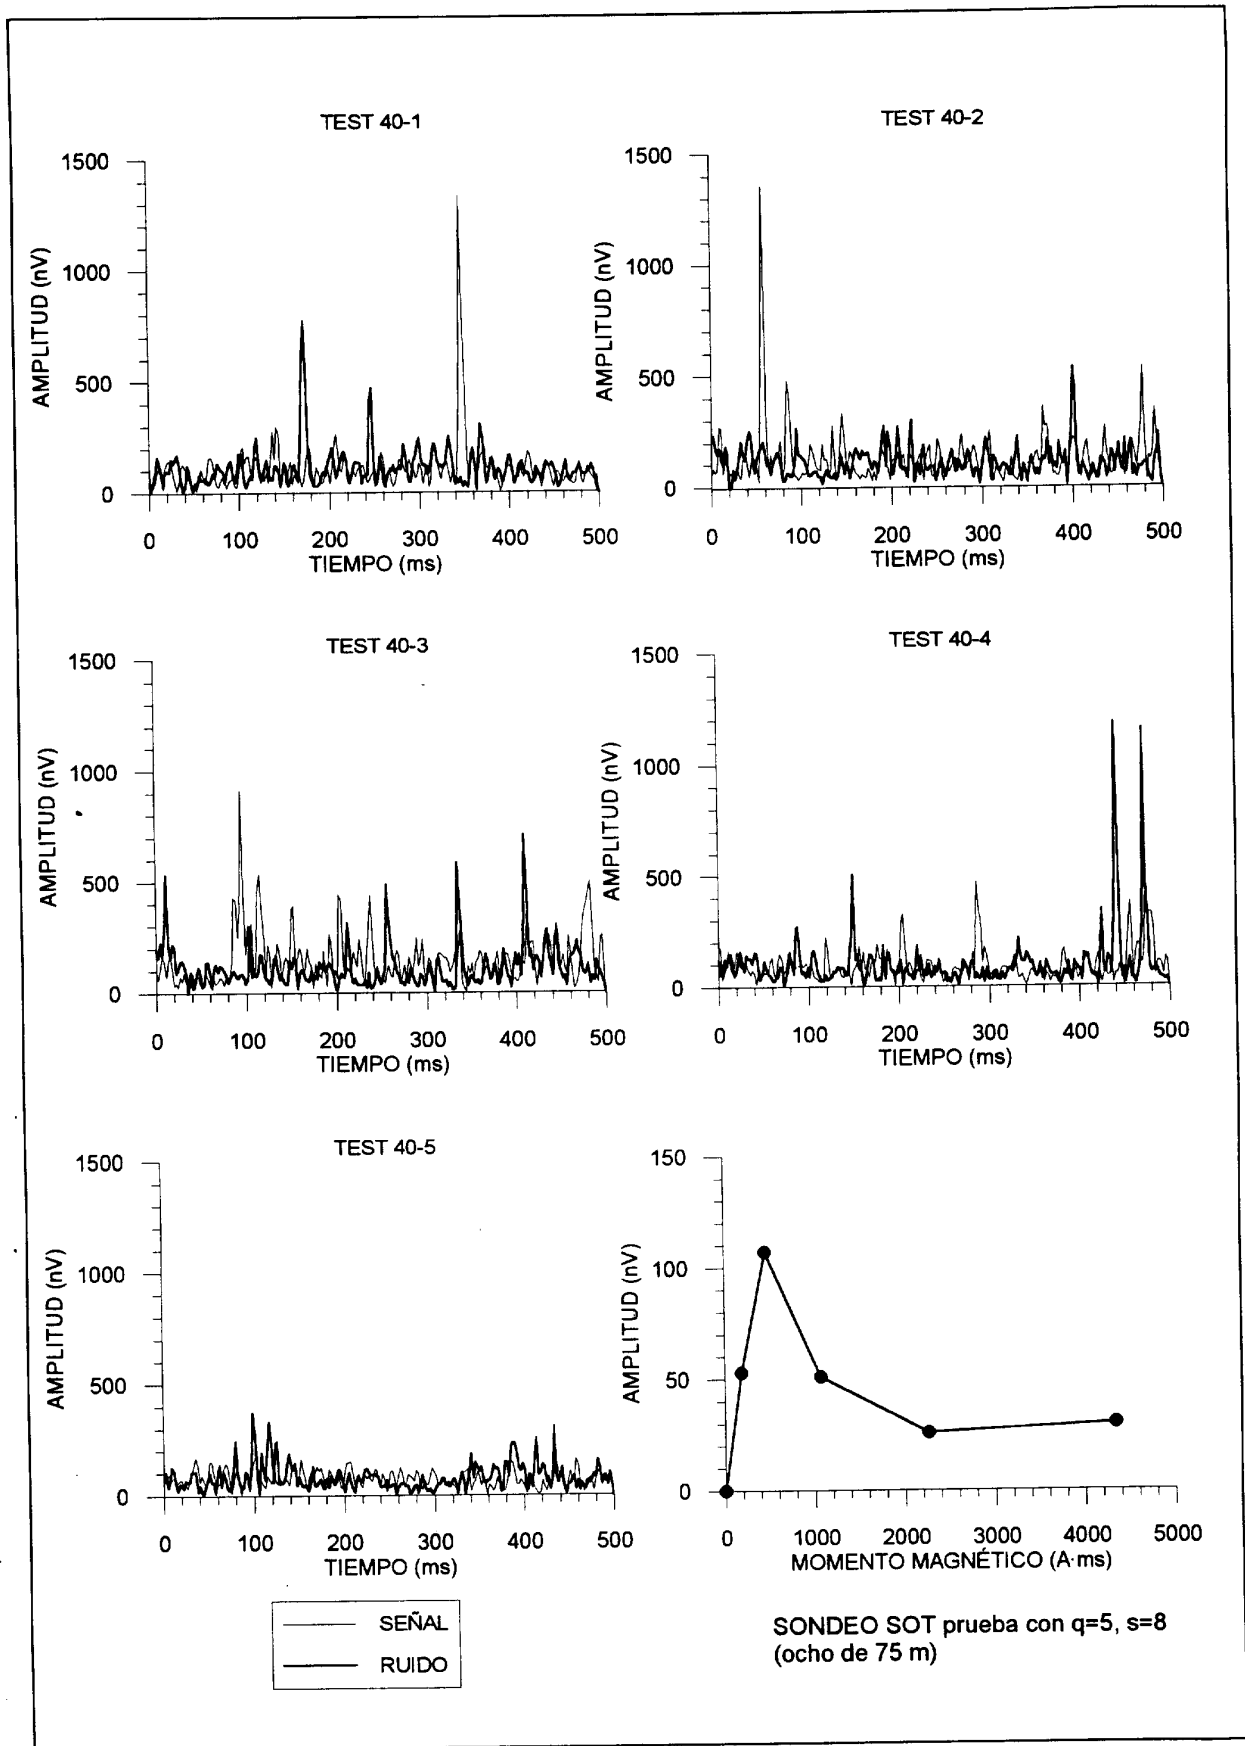 TEST 40-1
1500
1000
500
0
AMPLITUD (nV)
0 100 200 300 400 500
TIEMPO (ms)
TEST 40-2
1500
1000
500
0
AMPLITUD (nV)
0 100 200 300 400 500
TIEMPO (ms)
TEST 40-3
1500
1000
500
0
AMPLITUD (nV)
0 100 200 300 400 500
TIEMPO (ms)
TEST 40-4
1500
1000
500
0
AMPLITUD (nV)
0 100 200 300 400 500
TIEMPO (ms)
TEST 40-5
1500
1000
500
0
AMPLITUD (nV)
0 100 200 300 400 500
TIEMPO (ms)
150
100
50
0
AMPLITUD (nV)
0 1000 2000 3000 4000 5000
MOMENTO MAGNÉTICO (A·ms)
SEÑAL
RUIDO
SONDEO SOT prueba con q=5, s=8
(ocho de 75 m)